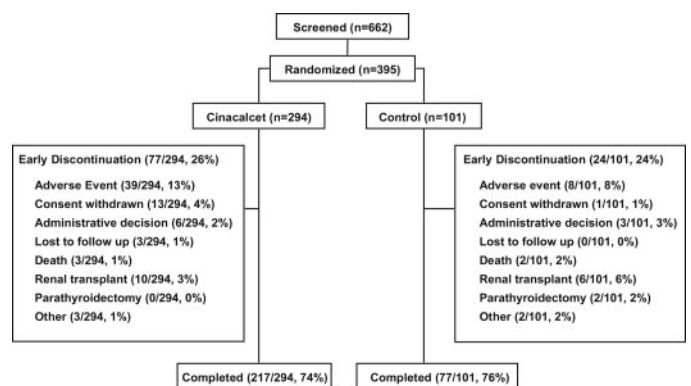 Screened (n=662)
Randomized (n=395)
Cinacalcet (n=294)
Control (n=101)
Early Discontinuation (77/294, 26%)
Adverse Event (39/294, 13%)
Consent withdrawn (13/294, 4%)
Administrative decision (6/294, 2%)
Lost to follow up (3/294, 1%)
Death (3/294, 1%)
Renal transplant (10/294, 3%)
Parathyroidectomy (0/294, 0%)
Other (3/294, 1%)
Early Discontinuation (24/101, 24%)
Adverse event (8/101, 8%)
Consent withdrawn (1/101, 1%)
Administrative decision (3/101, 3%)
Lost to follow up (0/101, 0%)
Death (2/101, 2%)
Renal transplant (6/101, 6%)
Parathyroidectomy (2/101, 2%)
Other (2/101, 2%)
Completed (217/294, 74%)
Completed (77/101, 76%)